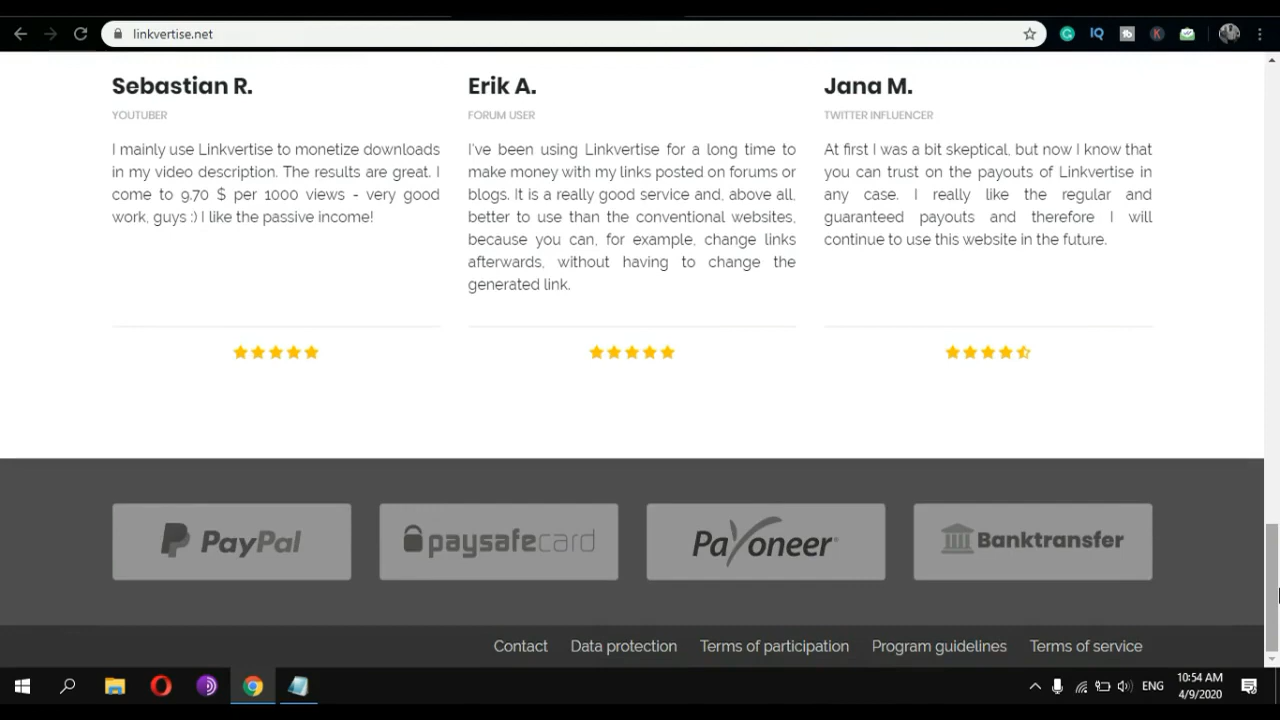 linkvertise.net
IQ
K
Sebastian R.
YOUTUBER
I mainly use Linkvertise to monetize downloads
in my video description. The results are great. I
come to 9.70 $ per 1000 views - very good
work, guys :) I like the passive income!
Erik A.
FORUM USER
I've been using Linkvertise for a long time to
make money with my links posted on forums or
blogs. It is a really good service and, above all,
better to use than the conventional websites,
because you can, for example, change links
afterwards, without having to change the
generated link.
Jana M.
TWITTER INFLUENCER
At first I was a bit skeptical, but now I know that
you can trust on the payouts of Linkvertise in
any case. I really like the regular and
guaranteed payouts and therefore I will
continue to use this website in the future.
PayPal
paysafecard
Payoneer
Banktransfer
Contact
Data protection
Terms of participation
Program guidelines
Terms of service
ENG
10:54 AM
4/9/2020